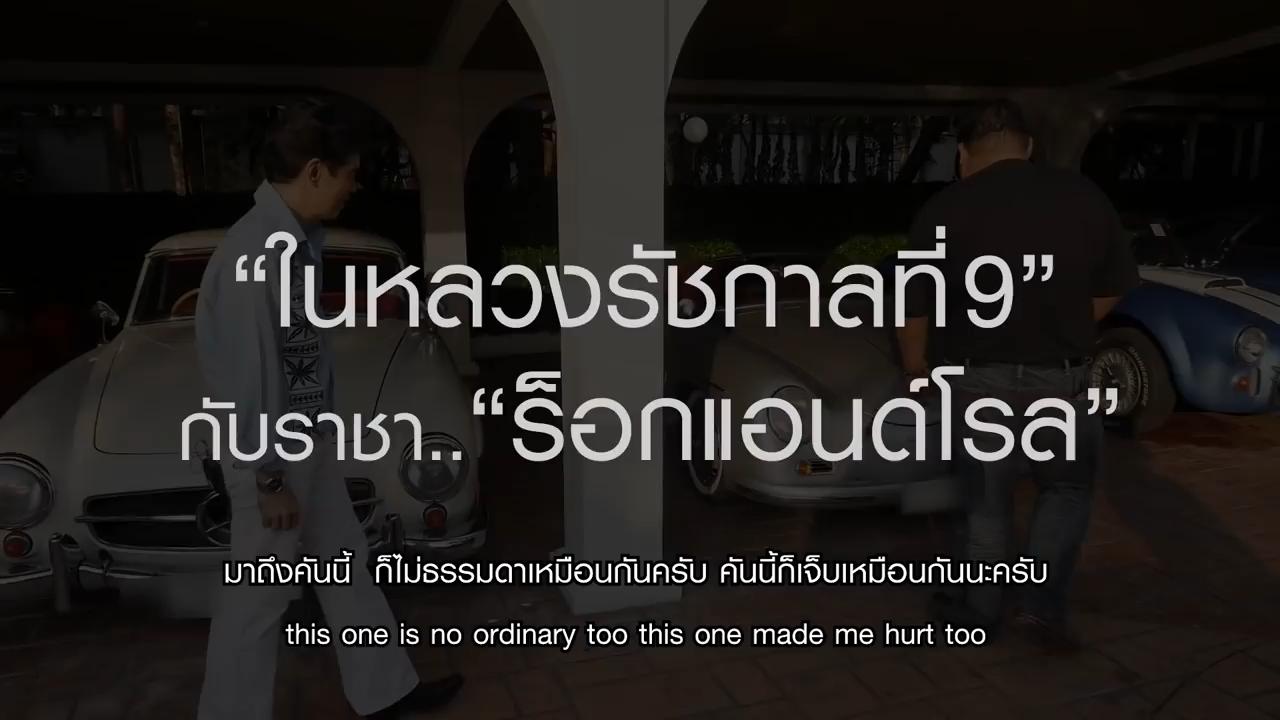 “ในหลวงรัชกาลที่ 9”
กับราชา.. “ร็อกแอนด์โรล”
มาถึงคันนี้ ก็ไม่ธรรมดาเหมือนกันครับ คันนี้ก็เจ็บเหมือนกันนะครับ
this one is no ordinary too this one made me hurt too